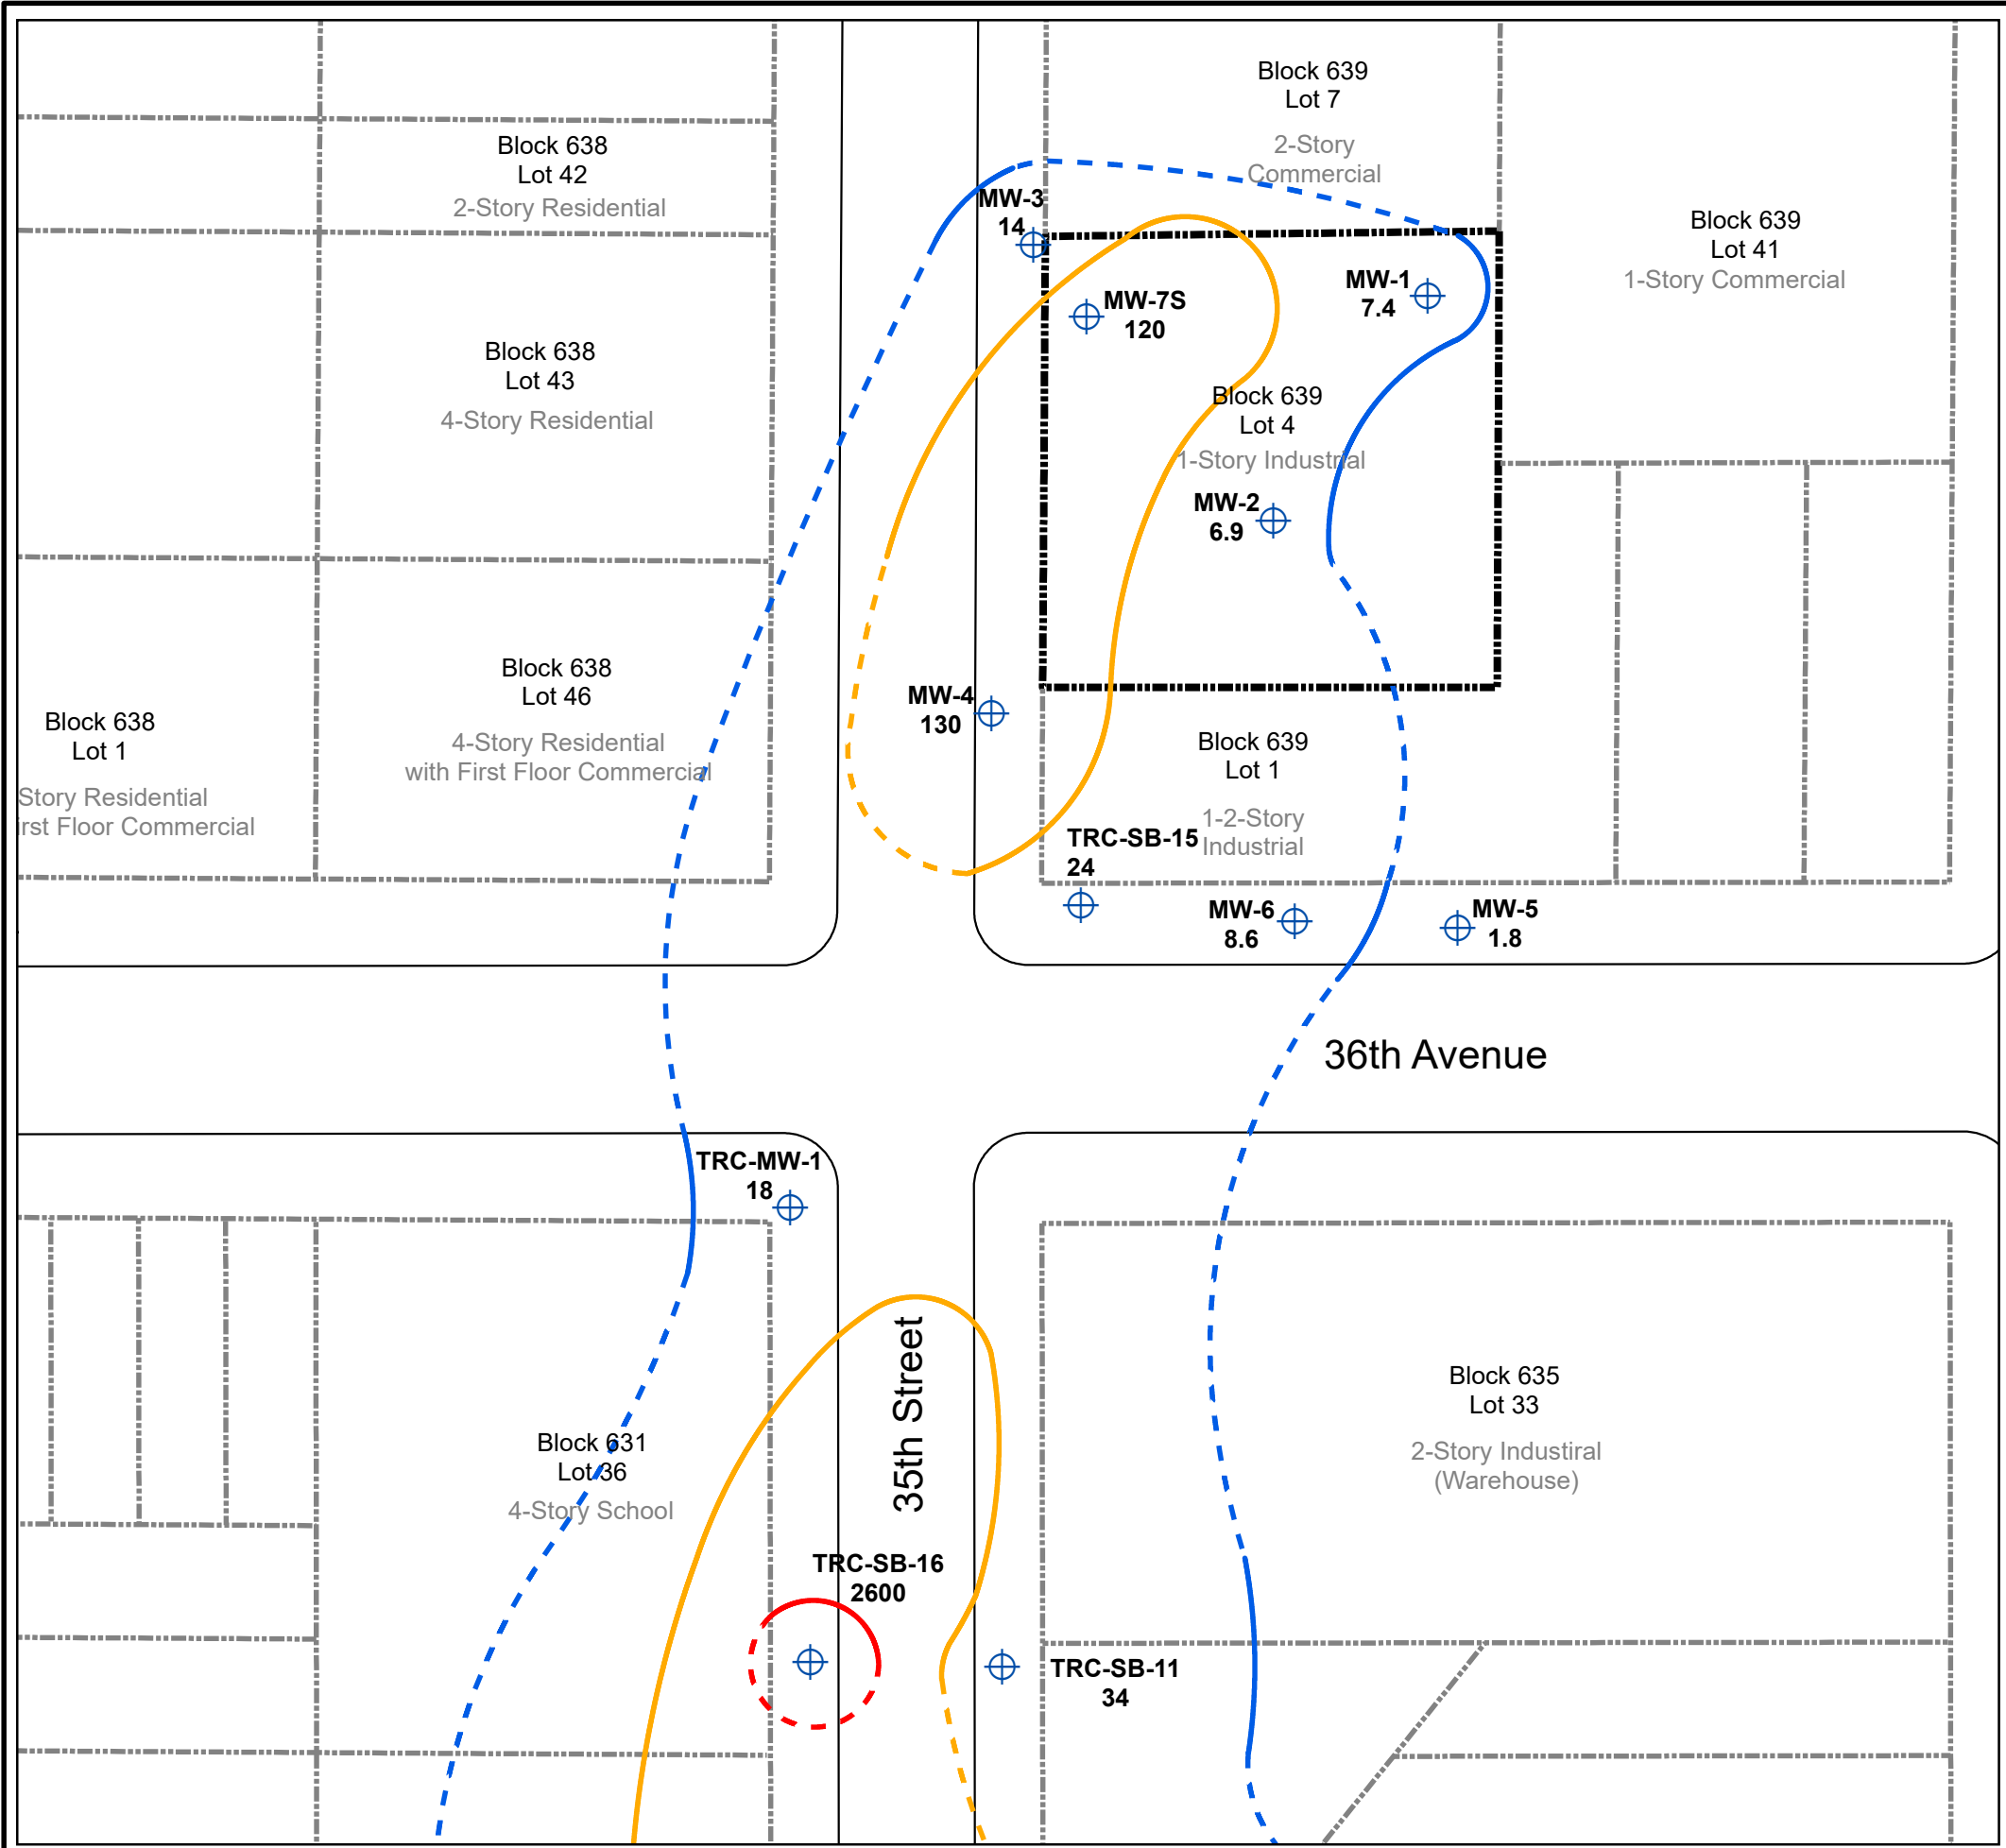 Block 639
Lot 7
2-Story
Commercial
Block 638
Lot 42
2-Story Residential
MW-3
14
Block 639
Lot 41
1-Story Commercial
MW-7S
120
MW-1
7.4
Block 638
Lot 43
4-Story Residential
Block 639
Lot 4
1-Story Industrial
MW-2
6.9
Block 638
Lot 46
4-Story Residential
with First Floor Commercial
MW-4
130
Block 638
Lot 1
Story Residential
irst Floor Commercial
Block 639
Lot 1
1-2-Story
Industrial
TRC-SB-15
24
MW-6
8.6
MW-5
1.8
36th Avenue
TRC-MW-1
18
35th Street
Block 635
Lot 33
2-Story Industiral
(Warehouse)
Block 631
Lot 36
4-Story School
TRC-SB-16
2600
TRC-SB-11
34